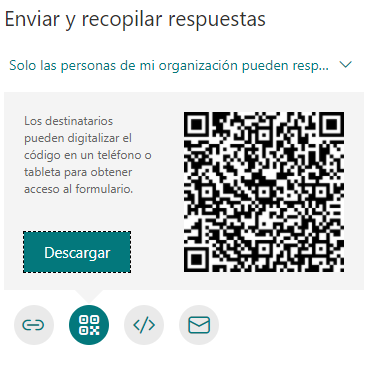 Enviar y recopilar respuestas
Solo las personas de mi organización pueden resp...
Los destinatarios
pueden digitalizar el
código en un teléfono o
tableta para obtener
acceso al formulario.
Descargar